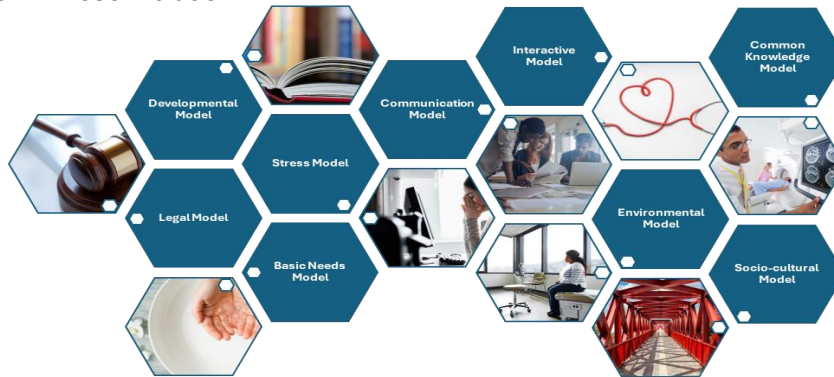 Developmental
Model
Legal Model
Stress Model
Basic Needs
Model
Communication
Model
Interactive
Model
Environmental
Model
Common
Knowledge
Model
Socio-cultural
Model